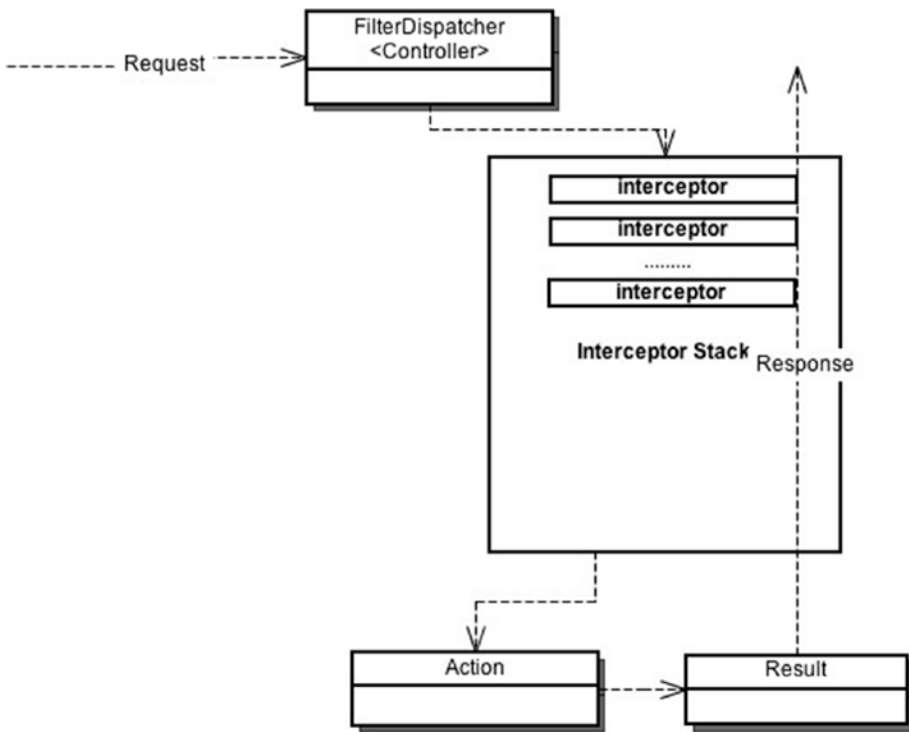 FilterDispatcher
<Controller>
Request
interceptor
interceptor
.........
interceptor
Interceptor Stack
Response
Action
Result